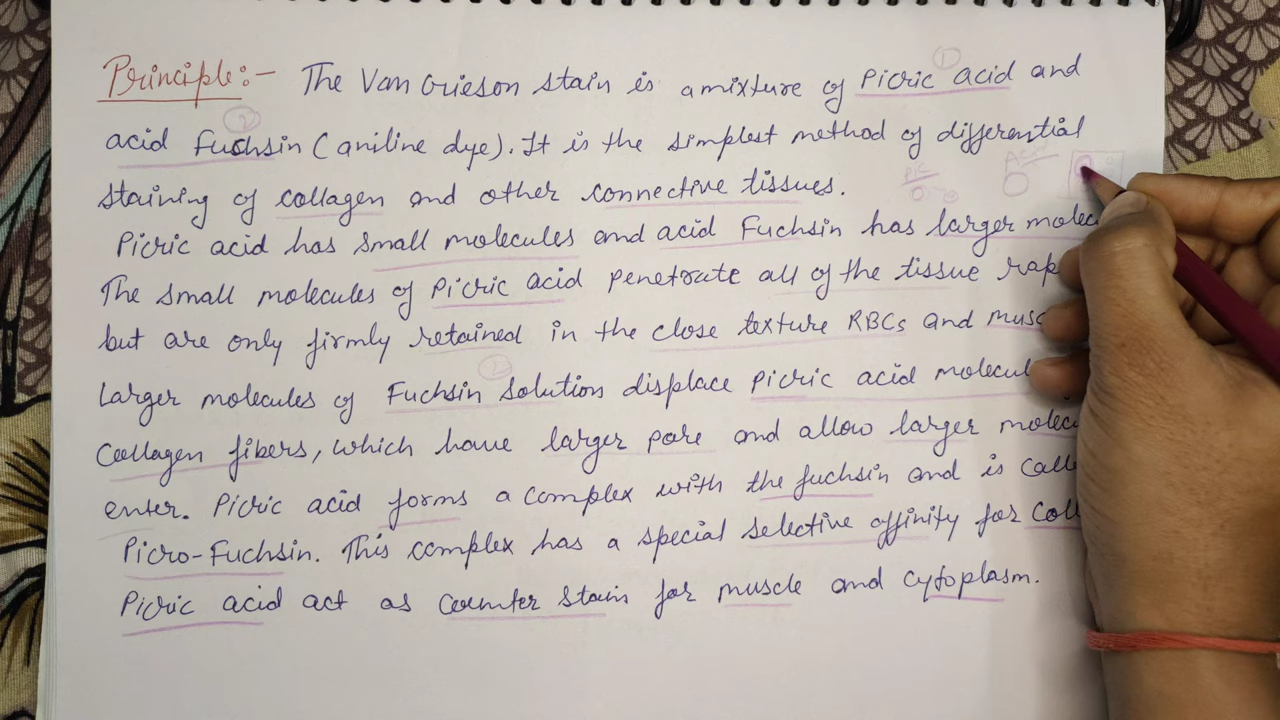 Principle:- The Van Grieson stain is a mixture of Picric acid and
acid Fuchsin (aniline dye). It is the simplest method of differential
staining of collagen and other connective tissues.
Picric acid has small molecules and acid Fuchsin has larger molec
The small molecules of Picric acid penetrate all of the tissue rap
but are only firmly retained in the close texture RBCs and musc
Larger molecules of Fuchsin solution displace Picric acid molecul
Collagen fibers, which have larger pore and allow larger molecu
enter. Picric acid forms a complex with the fuchsin and is calle
Picro-Fuchsin. This complex has a special selective affinity for coll
Picric acid act as counter stain for muscle and cytoplasm.